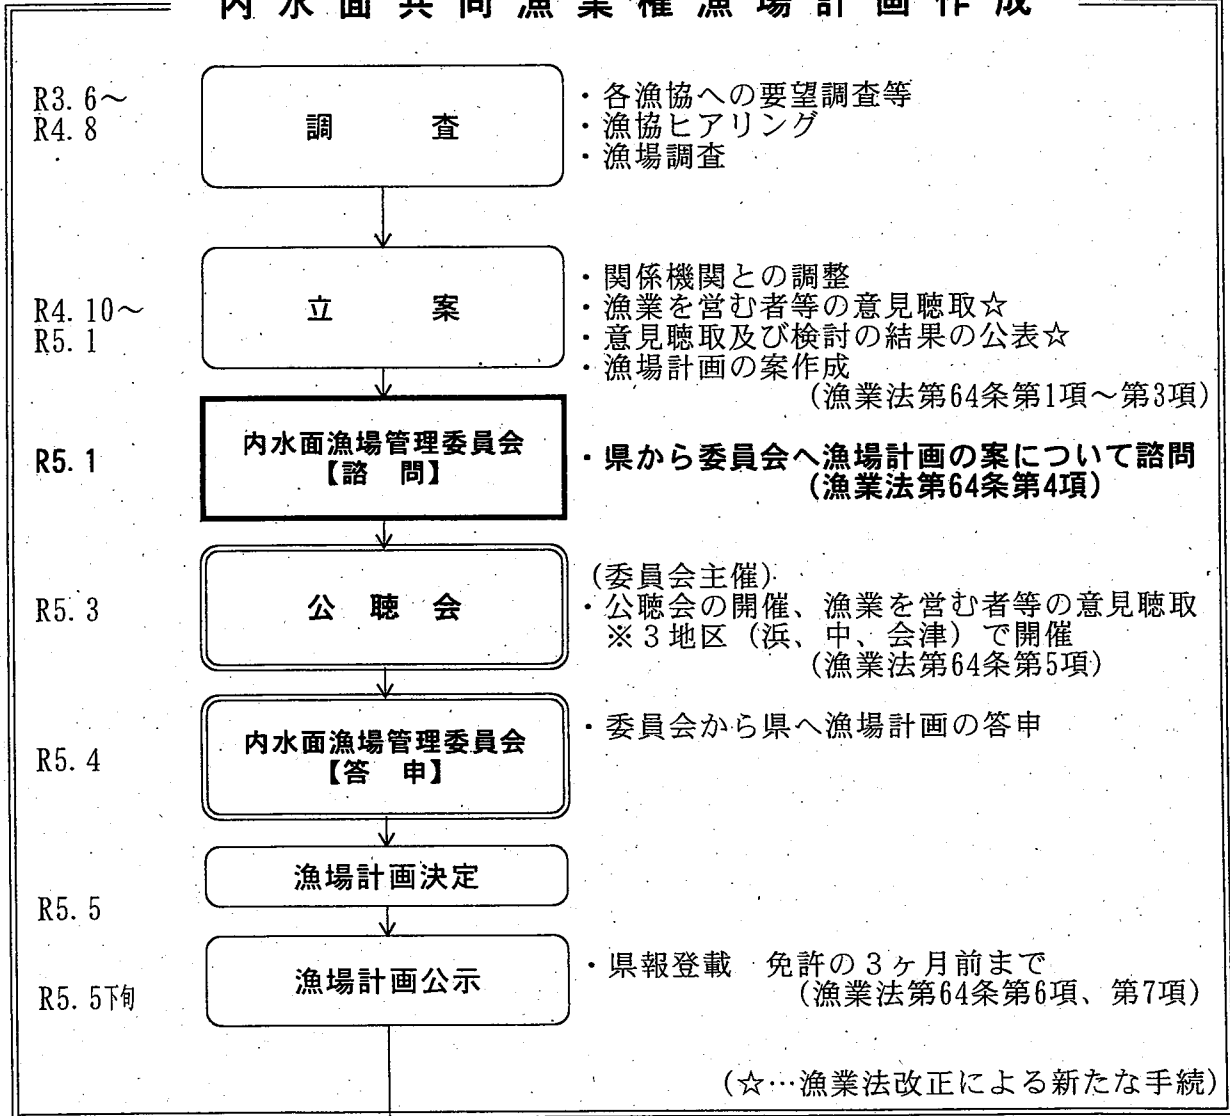 内水面共同漁業権漁場計画作成
R3.6～
R4.8
調　査
・各漁協への要望調査等
・漁協ヒアリング
・漁場調査
R4.10～
R5.1
立　案
・関係機関との調整
・漁業を営む者等の意見聴取☆
・意見聴取及び検討の結果の公表☆
・漁場計画の案作成
（漁業法第64条第1項～第3項）
R5.1
内水面漁場管理委員会
【諮　問】
・県から委員会へ漁場計画の案について諮問
（漁業法第64条第4項）
R5.3
公　聴　会
（委員会主催）
・公聴会の開催、漁業を営む者等の意見聴取
※３地区（浜、中、会津）で開催
（漁業法第64条第5項）
R5.4
内水面漁場管理委員会
【答　申】
・委員会から県へ漁場計画の答申
漁場計画決定
R5.5
漁場計画公示
R5.5下旬
・県報登載　免許の３ヶ月前まで
（漁業法第64条第6項、第7項）
（☆…漁業法改正による新たな手続）